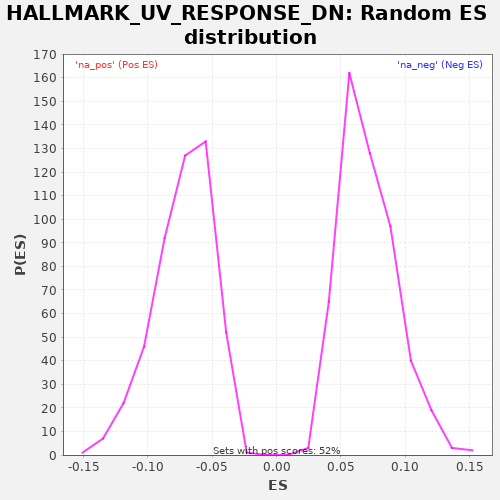 HALLMARK_UV_RESPONSE_DN: Random ES
distribution
'na_pos' (Pos ES)
'na_neg' (Neg ES)
170
160
150
140
130
120
110
100
90
80
70
60
50
40
30
20
10
0
P(ES)
Sets with pos scores: 52%
-0.15 -0.10 -0.05 0.00 0.05 0.10 0.15
ES